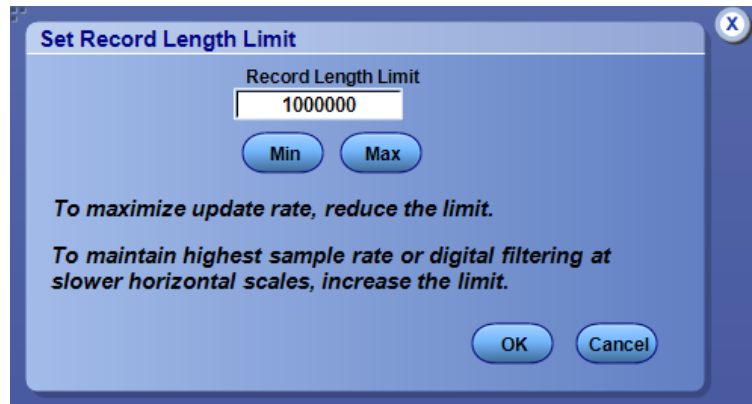 Set Record Length Limit
X
Record Length Limit
1000000
Min Max
To maximize update rate, reduce the limit.
To maintain highest sample rate or digital filtering at
slower horizontal scales, increase the limit.
OK Cancel